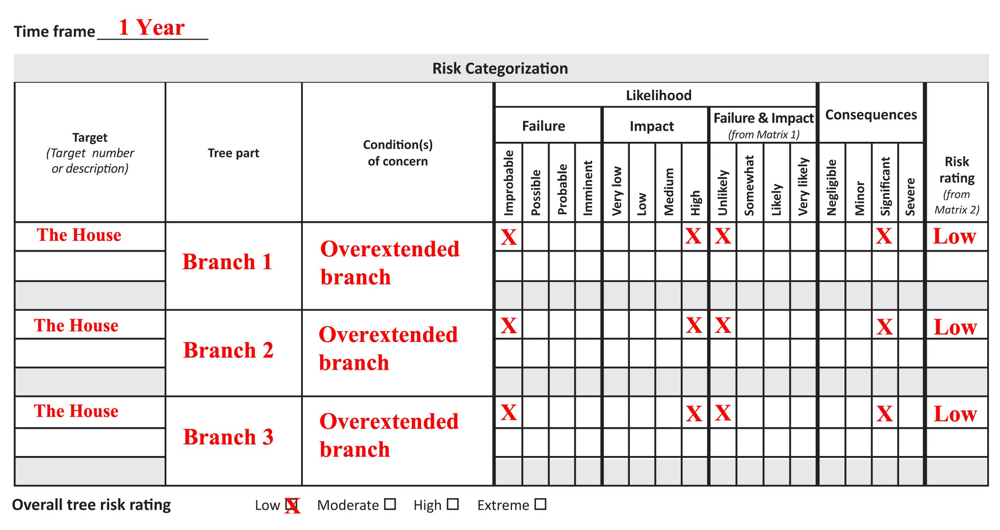 Time frame 1 Year
Risk Categorization
Target
(Target number
or description)
Tree part
Condition(s)
of concern
Likelihood
Failure
Impact
Failure & Impact
(from Matrix 1)
Consequences
Risk
rating
(from
Matrix 2)
Improbable
Possible
Probable
Imminent
Very low
Low
Medium
High
Unlikely
Somewhat
Likely
Very likely
Negligible
Minor
Significant
Severe
The House
Branch 1
Overextended
branch
X X X X Low
The House
Branch 2
Overextended
branch
X X X X Low
The House
Branch 3
Overextended
branch
X X X X Low
Overall tree risk rating Low X Moderate High Extreme